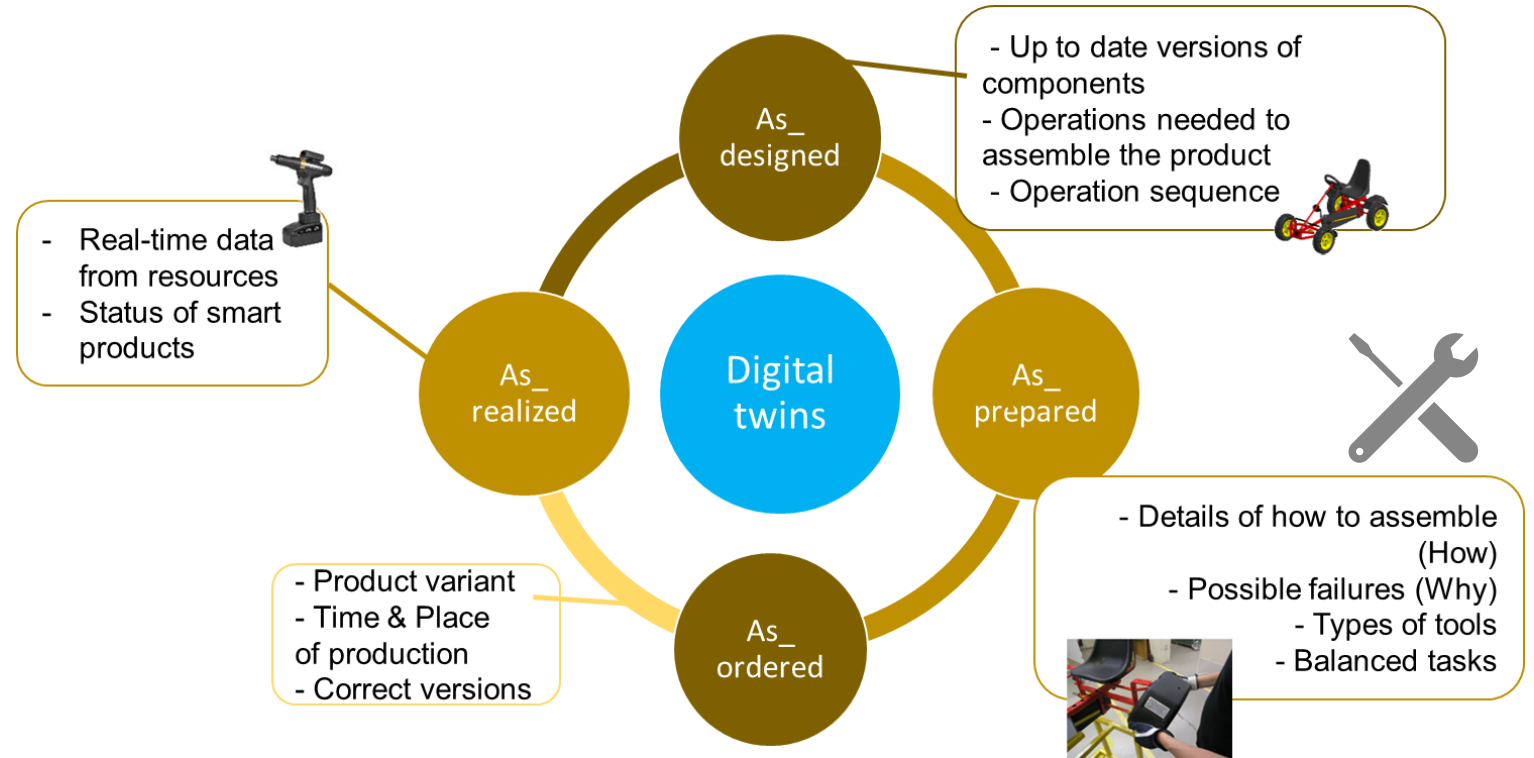 As_
designed
- Up to date versions of
components
- Operations needed to
assemble the product
- Operation sequence
- Real-time data
from resources
- Status of smart
products
As_
realized
Digital
twins
As_
prepared
- Details of how to assemble
(How)
- Possible failures (Why)
- Types of tools
- Balanced tasks
- Product variant
- Time & Place
of production
- Correct versions
As_
ordered